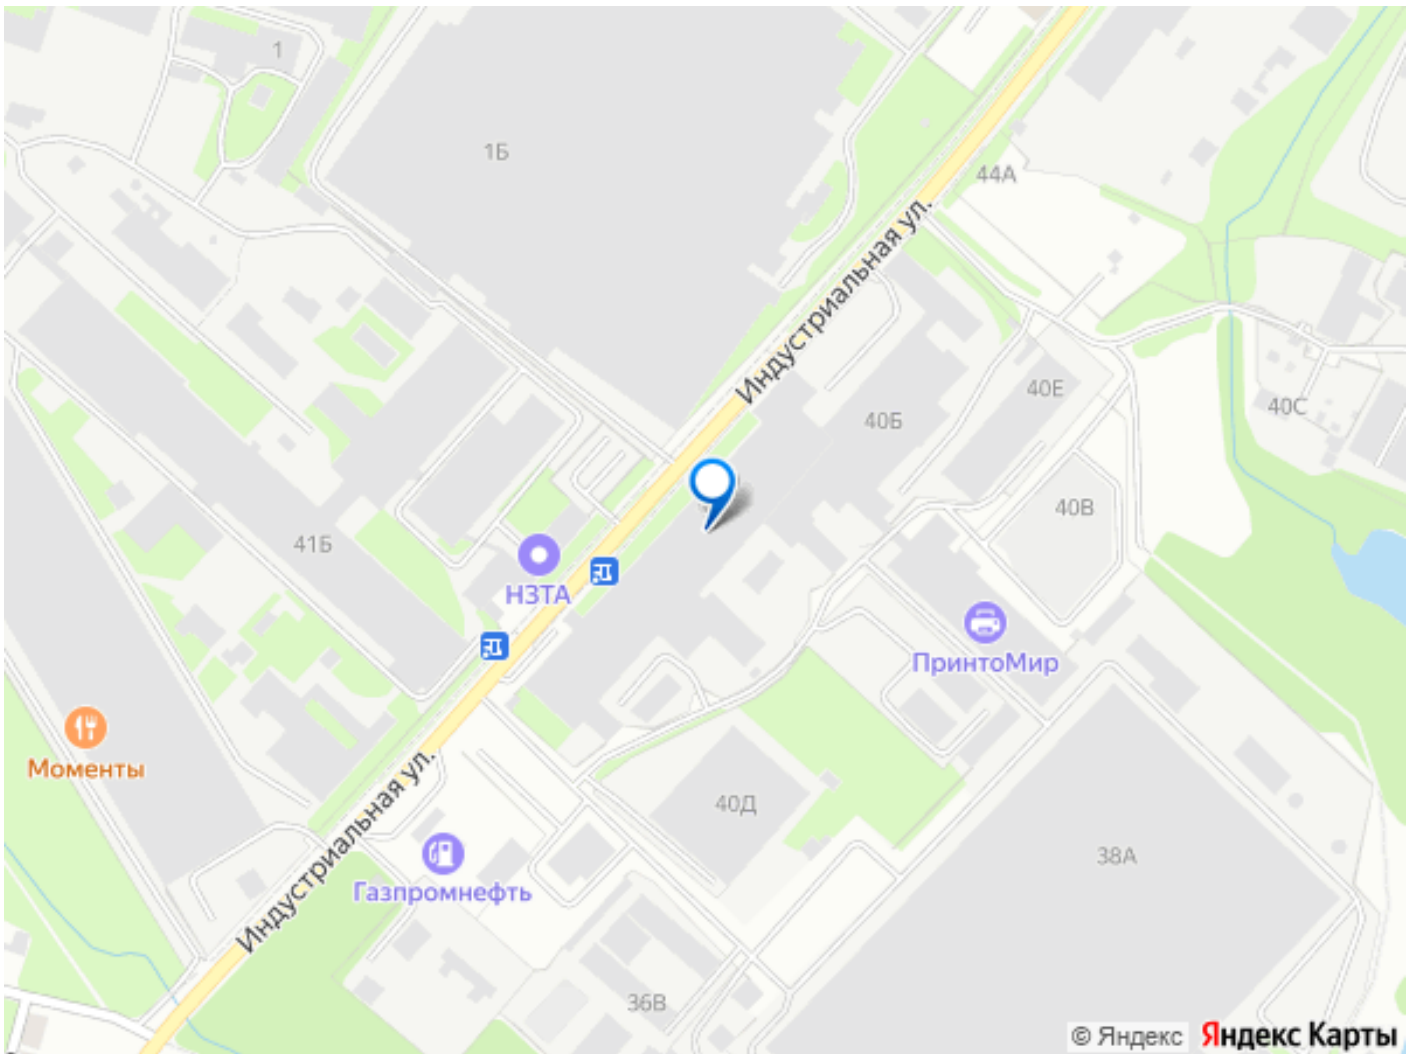 1
1Б
44А
Индустриальная ул.
40Е
40Б
40С
40В
41Б
НЗТА
ПринтоМир
Моменты
40Д
38А
Газпромнефть
Индустриальная ул.
36В
© Яндекс Яндекс Карты